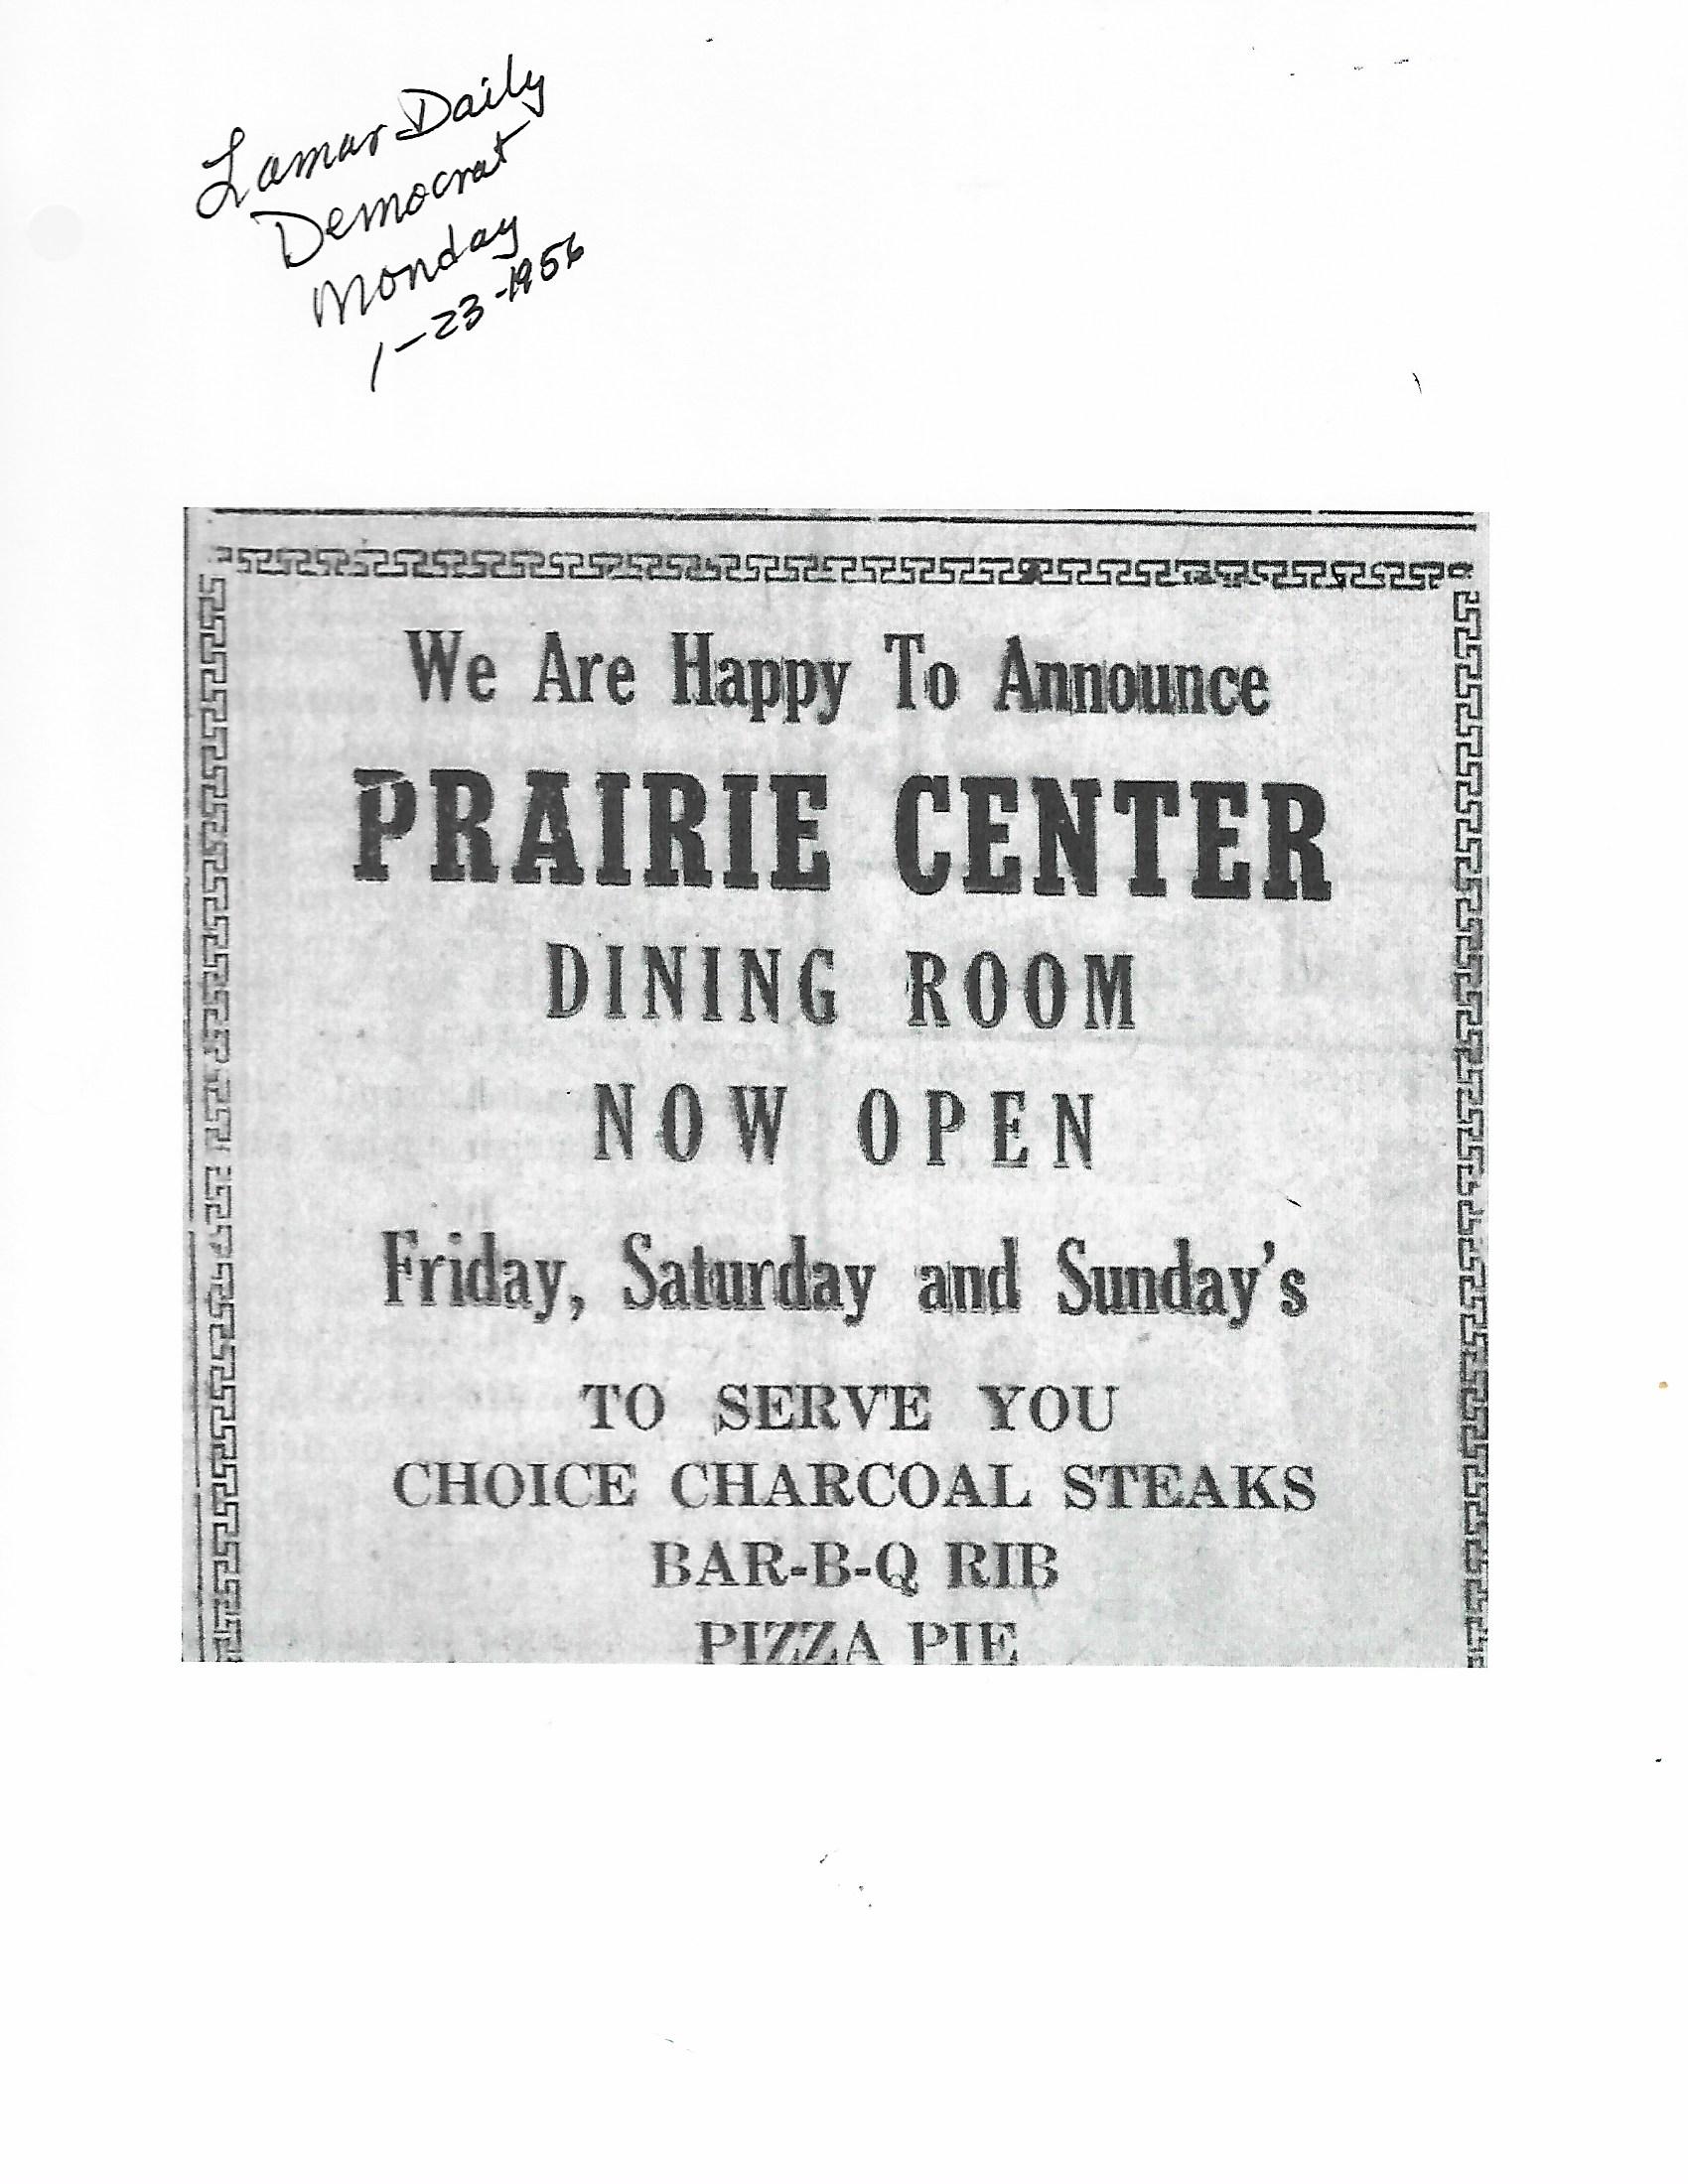 Lamar Daily
Democrat
Monday
1-23-1956
We Are Happy To Announce
PRAIRIE CENTER
DINING ROOM
NOW OPEN
Friday, Saturday and Sunday's
TO SERVE YOU
CHOICE CHARCOAL STEAKS
BAR-B-Q RIB
PIZZA PIE